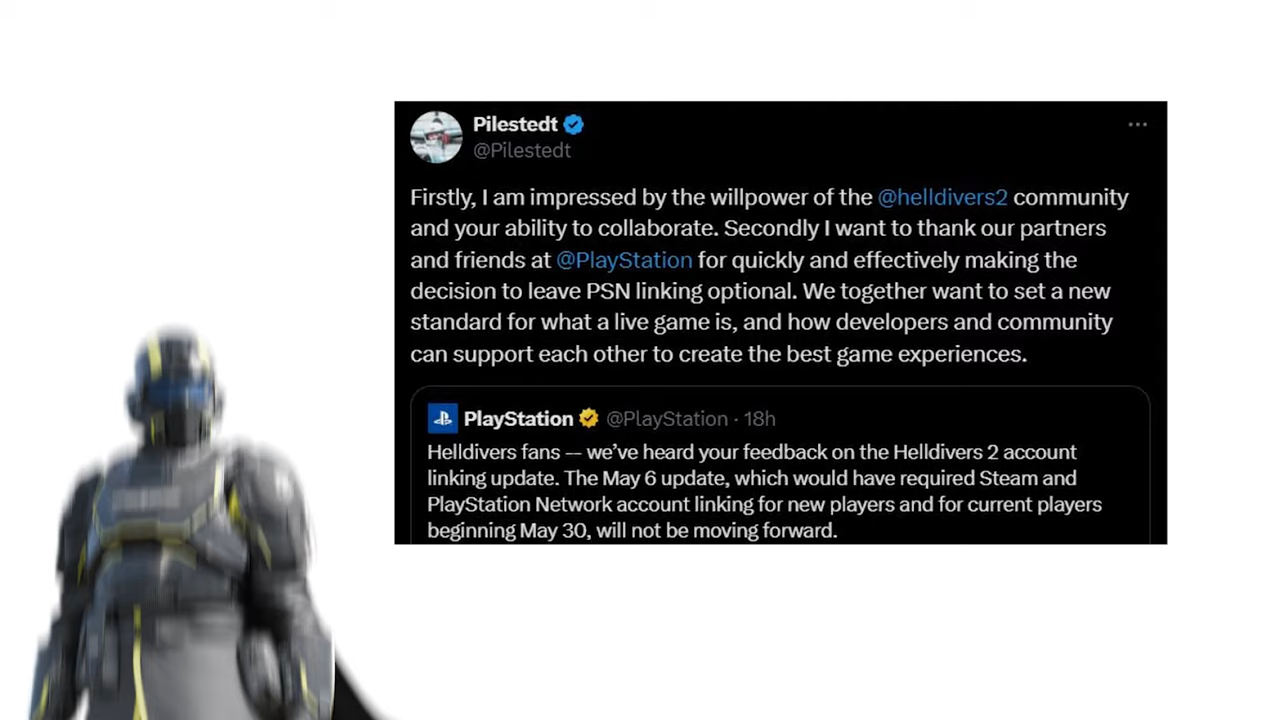 Pilestedt
@Pilestedt
Firstly, I am impressed by the willpower of the @helldivers2 community
and your ability to collaborate. Secondly I want to thank our partners
and friends at @PlayStation for quickly and effectively making the
decision to leave PSN linking optional. We together want to set a new
standard for what a live game is, and how developers and community
can support each other to create the best game experiences.
PlayStation @PlayStation · 18h
Helldivers fans -- we’ve heard your feedback on the Helldivers 2 account
linking update. The May 6 update, which would have required Steam and
PlayStation Network account linking for new players and for current players
beginning May 30, will not be moving forward.